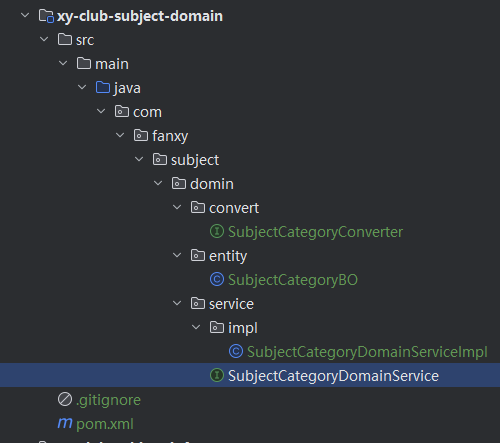 xy-club-subject-domain
src
main
java
com
fanxy
subject
domin
convert
SubjectCategoryConverter
entity
SubjectCategoryBO
service
impl
SubjectCategoryDomainServiceImpl
SubjectCategoryDomainService
.gitignore
pom.xml